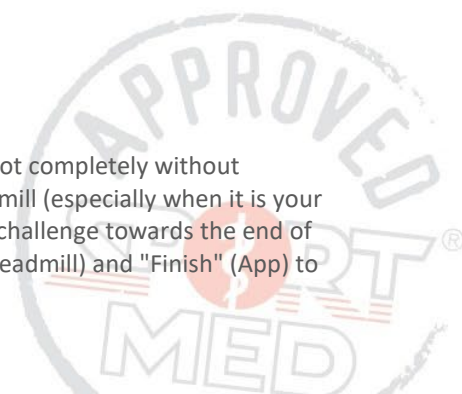 APPROVED
ot completely without
mill (especially when it is your
challenge towards the end of
readmill) and "Finish" (App) to
SPORT ®
MED